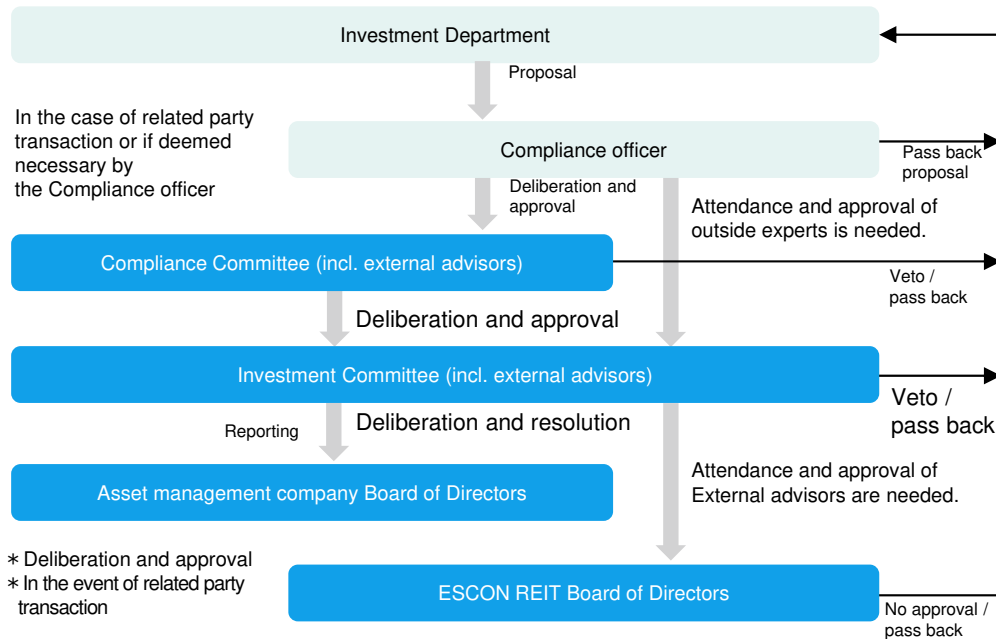 Investment Department
Proposal
In the case of related party
transaction or if deemed
necessary by
the Compliance officer
Compliance officer
Pass back
proposal
Deliberation and
approval
Attendance and approval of
outside experts is needed.
Compliance Committee (incl. external advisors)
Veto /
pass back
Deliberation and approval
Investment Committee (incl. external advisors)
Veto /
pass back
Reporting
Deliberation and resolution
Attendance and approval of
External advisors are needed.
Asset management company Board of Directors
* Deliberation and approval
* In the event of related party
transaction
ESCON REIT Board of Directors
No approval /
pass back